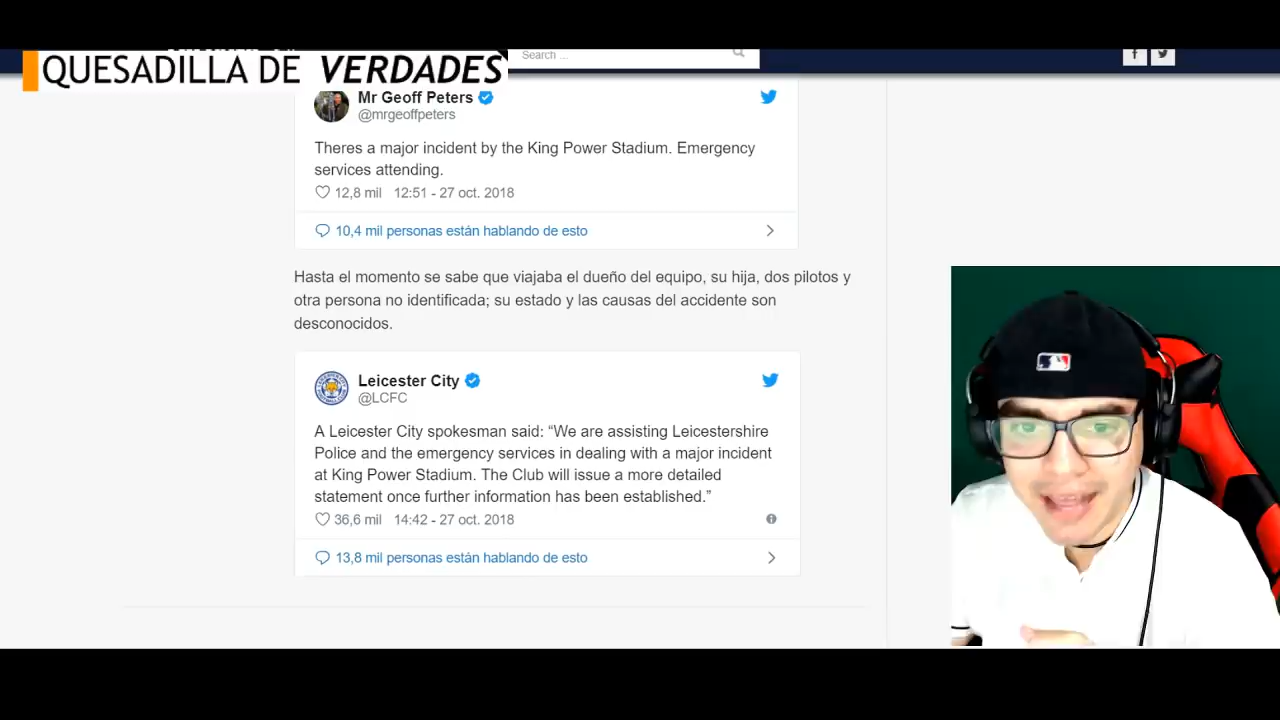 QUESADILLA DE VERDADES
Search ...
Mr Geoff Peters
@mrgeoffpeters
Theres a major incident by the King Power Stadium. Emergency
services attending.
12,8 mil 12:51 - 27 oct. 2018
10,4 mil personas están hablando de esto
Hasta el momento se sabe que viajaba el dueño del equipo, su hija, dos pilotos y
otra persona no identificada; su estado y las causas del accidente son
desconocidos.
Leicester City
@LCFC
A Leicester City spokesman said: “We are assisting Leicestershire
Police and the emergency services in dealing with a major incident
at King Power Stadium. The Club will issue a more detailed
statement once further information has been established.”
36,6 mil 14:42 - 27 oct. 2018
13,8 mil personas están hablando de esto